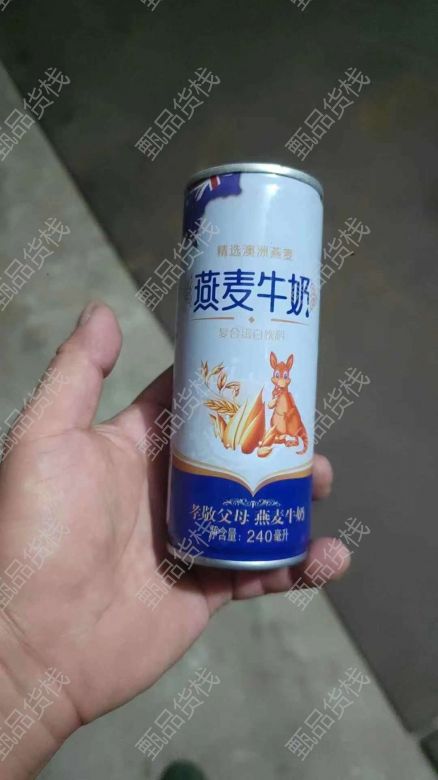 精选澳洲燕麦
燕麦牛奶
复合蛋白饮料
孝敬父母 燕麦牛奶
净含量：240毫升
甄品货栈